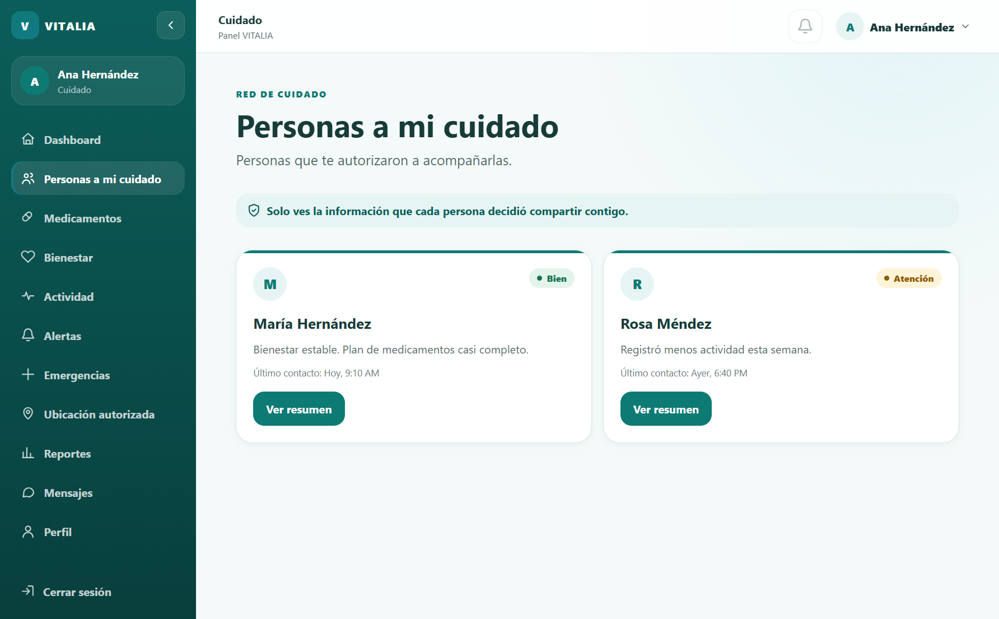 V VITALIA
A
Ana Hernández
Cuidado
Dashboard
Personas a mi cuidado
Medicamentos
Bienestar
Actividad
Alertas
Emergencias
Ubicación autorizada
Reportes
Mensajes
Perfil
Cerrar sesión
Cuidado
Panel VITALIA
A Ana Hernández
RED DE CUIDADO
Personas a mi cuidado
Personas que te autorizaron a acompañarlas.
Solo ves la información que cada persona decidió compartir contigo.
M
Bien
María Hernández
Bienestar estable. Plan de medicamentos casi completo.
Último contacto: Hoy, 9:10 AM
Ver resumen
R
Atención
Rosa Méndez
Registró menos actividad esta semana.
Último contacto: Ayer, 6:40 PM
Ver resumen